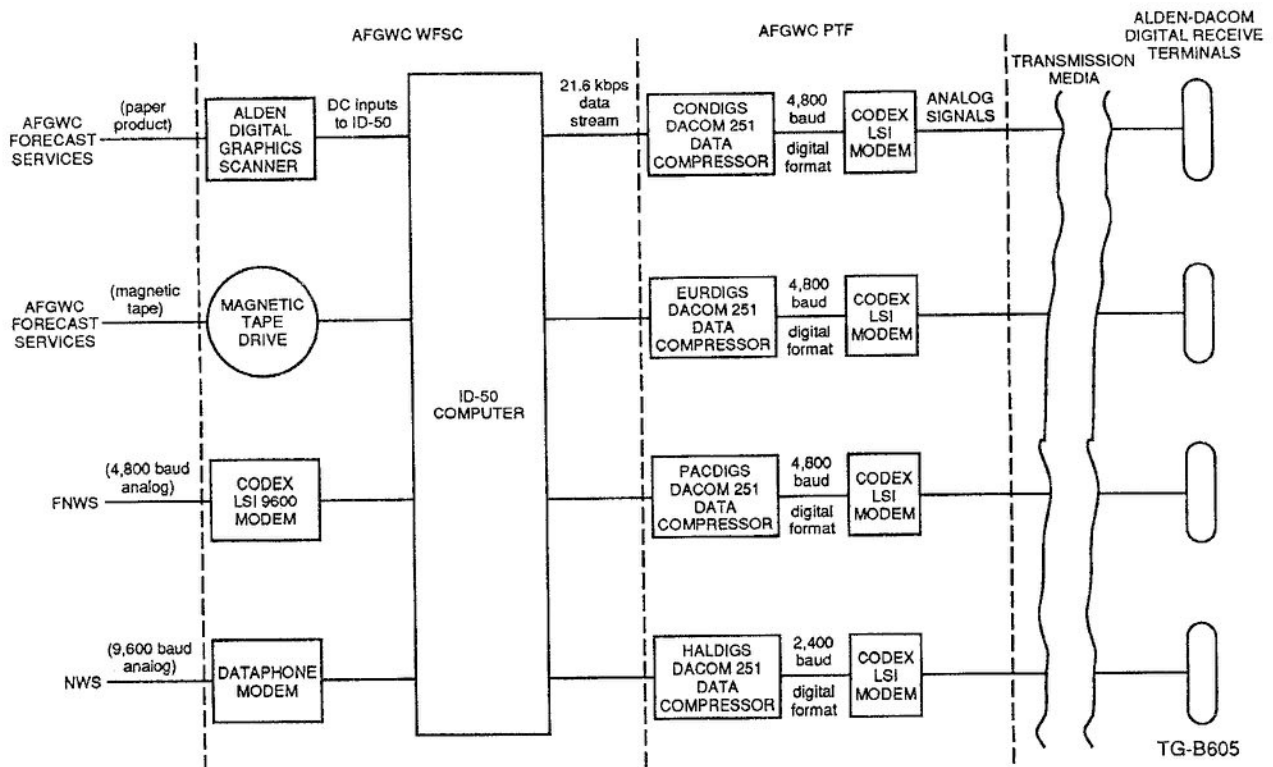 AFGWC WFSC
AFGWC PTF
ALDEN-DACOM
DIGITAL RECEIVE
TERMINALS
TRANSMISSION
MEDIA
AFGWC
FORECAST
SERVICES
(paper
product)
ALDEN
DIGITAL
GRAPHICS
SCANNER
DC inputs
to ID-50
21.6 kbps
data
stream
CONDIGS
DACOM 251
DATA
COMPRESSOR
4,800
baud
digital
format
CODEX
LSI
MODEM
ANALOG
SIGNALS
AFGWC
FORECAST
SERVICES
(magnetic
tape)
MAGNETIC
TAPE
DRIVE
EURDIGS
DACOM 251
DATA
COMPRESSOR
4,800
baud
digital
format
CODEX
LSI
MODEM
ID-50
COMPUTER
FNWS
(4,800 baud
analog)
CODEX
LSI 9600
MODEM
PACDIGS
DACOM 251
DATA
COMPRESSOR
4,800
baud
digital
format
CODEX
LSI
MODEM
NWS
(9,600 baud
analog)
DATAPHONE
MODEM
HALDIGS
DACOM 251
DATA
COMPRESSOR
2,400
baud
digital
format
CODEX
LSI
MODEM
TG-B605